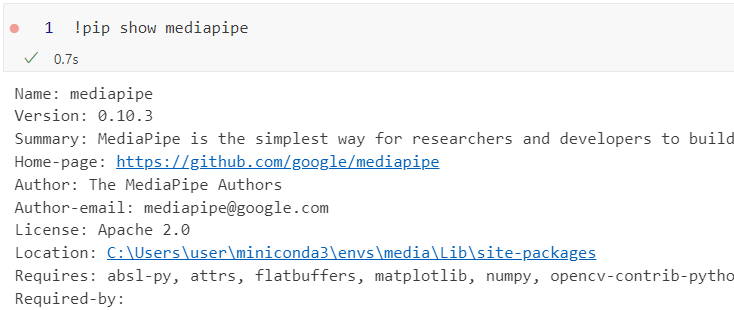 1 !pip show mediapipe
0.7s
Name: mediapipe
Version: 0.10.3
Summary: MediaPipe is the simplest way for researchers and developers to build
Home-page: https://github.com/google/mediapipe
Author: The MediaPipe Authors
Author-email: mediapipe@google.com
License: Apache 2.0
Location: C:\Users\user\miniconda3\envs\media\Lib\site-packages
Requires: absl-py, attrs, flatbuffers, matplotlib, numpy, opencv-contrib-pytho
Required-by: